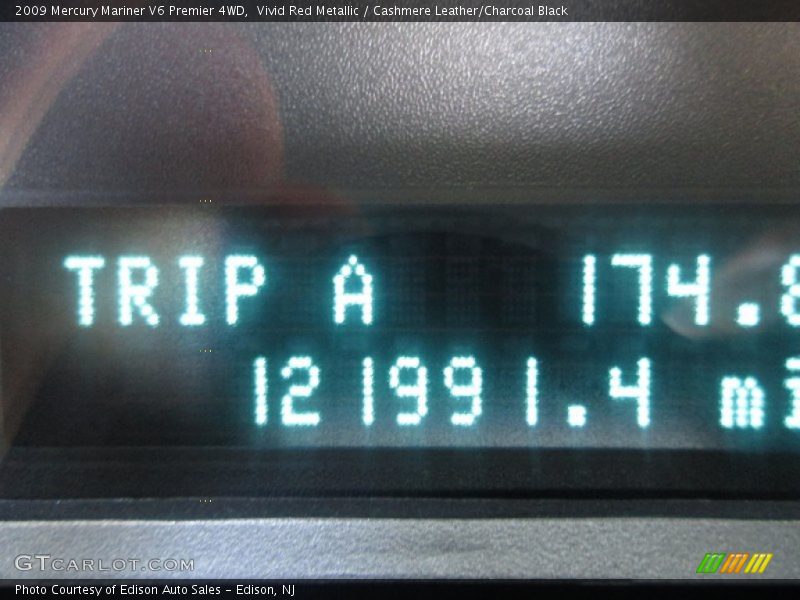 2009 Mercury Mariner V6 Premier 4WD,  Vivid Red Metallic / Cashmere Leather/Charcoal Black
TRIP A 174.8
121991.4 mi
GTCARLOT.COM
Photo Courtesy of Edison Auto Sales - Edison, NJ